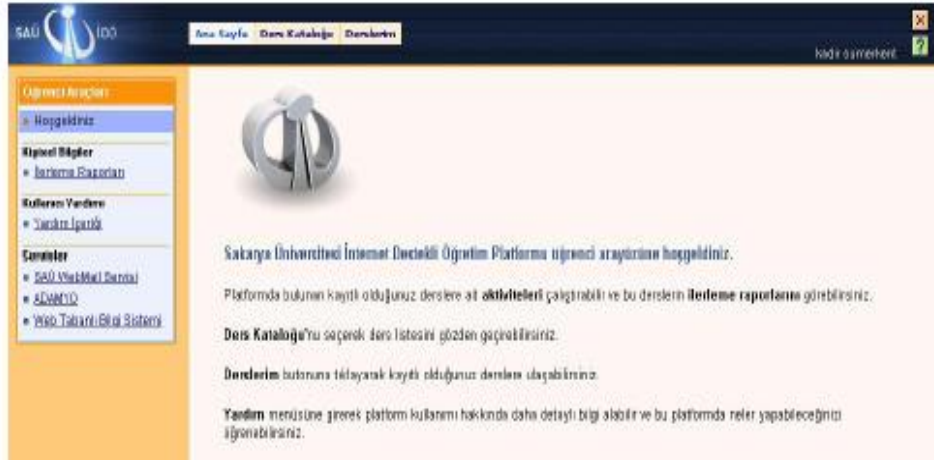 SAÜ İDÖ
Ana Sayfa Ders Kataloğu Derslerim
kadir sumerkent
Öğrenci Araçları
Hoşgeldiniz
Kişisel Bilgiler
İlerleme Raporları
Kullanıcı Yardımı
Yardım İçeriği
Servisler
SAÜ WebMail Servisi
ADAMYO
Web Tabanlı Bilgi Sistemi
Sakarya Üniversitesi İnternet Destekli Öğretim Platformu öğrenci arayüzüne hoşgeldiniz.
Platformda bulunan kayıtlı olduğunuz derslere ait aktiviteleri çalıştırabilir ve bu derslerin ilerleme raporlarını görebilirsiniz.
Ders Kataloğu'nu seçerek ders listesini gözden geçirebilirsiniz.
Derslerim butonuna tıklayarak kayıtlı olduğunuz derslere ulaşabilirsiniz.
Yardım menüsüne girerek platform kullanımı hakkında daha detaylı bilgi alabilir ve bu platformda neler yapabileceğinizi
öğrenebilirsiniz.